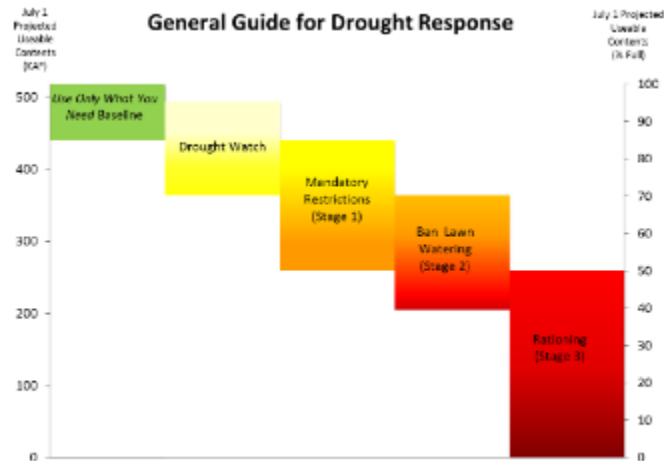 General Guide for Drought Response
July 1
Projected
Useable
Contents
(KAF)
July 1 Projected
Useable
Contents
(% Full)
500
400
300
200
100
0
Use Only What You
Need Baseline
Drought Watch
Mandatory
Restrictions
(Stage 1)
Ban Lawn
Watering
(Stage 2)
Rationing
(Stage 3)
100
90
80
70
60
50
40
30
20
10
0